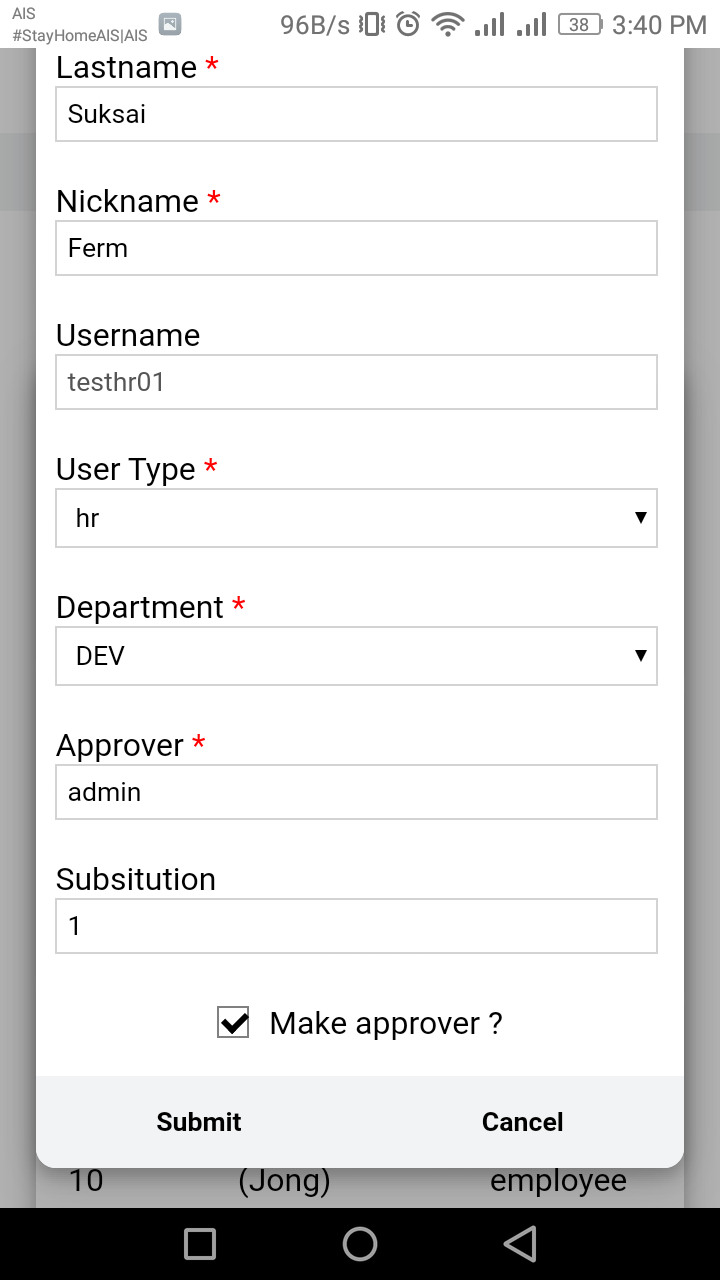 AIS
#StayHomeAIS|AIS
96B/s 38 3:40 PM
Lastname *
Suksai
Nickname *
Ferm
Username
testhr01
User Type *
hr
Department *
DEV
Approver *
admin
Subsitution
1
Make approver ?
Submit Cancel
10 (Jong) employee